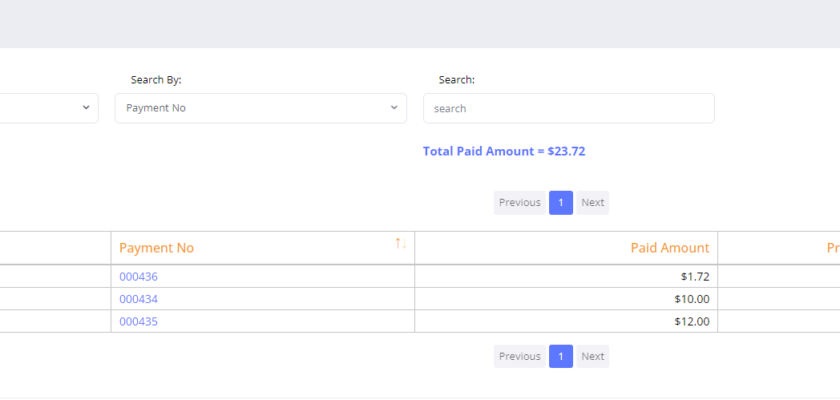 Search By: Search:
Payment No search
Total Paid Amount = $23.72
Previous 1 Next
Payment No Paid Amount Pr
000436 $1.72
000434 $10.00
000435 $12.00
Previous 1 Next